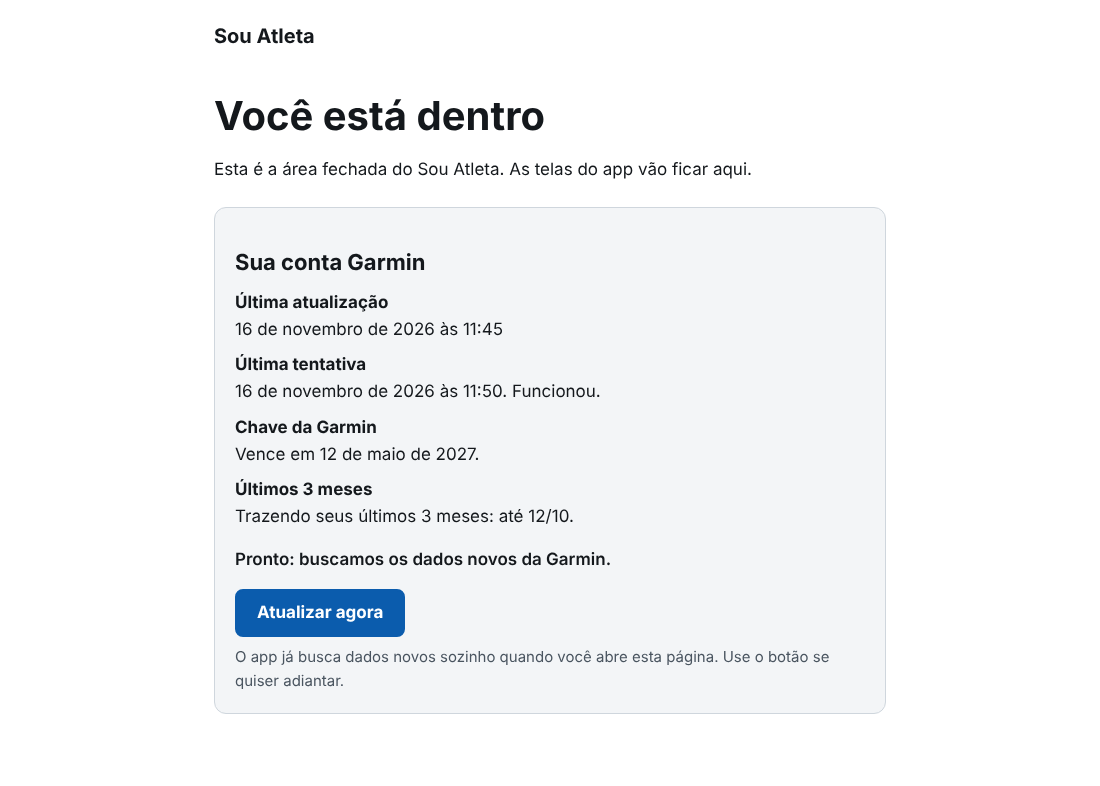 Sou Atleta
Você está dentro
Esta é a área fechada do Sou Atleta. As telas do app vão ficar aqui.
Sua conta Garmin
Última atualização
16 de novembro de 2026 às 11:45
Última tentativa
16 de novembro de 2026 às 11:50. Funcionou.
Chave da Garmin
Vence em 12 de maio de 2027.
Últimos 3 meses
Trazendo seus últimos 3 meses: até 12/10.
Pronto: buscamos os dados novos da Garmin.
Atualizar agora
O app já busca dados novos sozinho quando você abre esta página. Use o botão se
quiser adiantar.